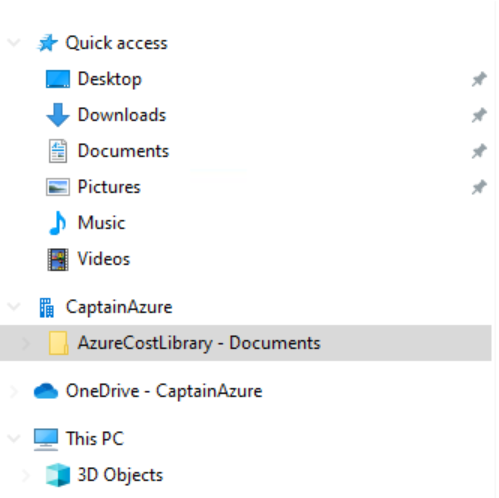 Quick access
Desktop
Downloads
Documents
Pictures
Music
Videos
CaptainAzure
AzureCostLibrary - Documents
OneDrive - CaptainAzure
This PC
3D Objects